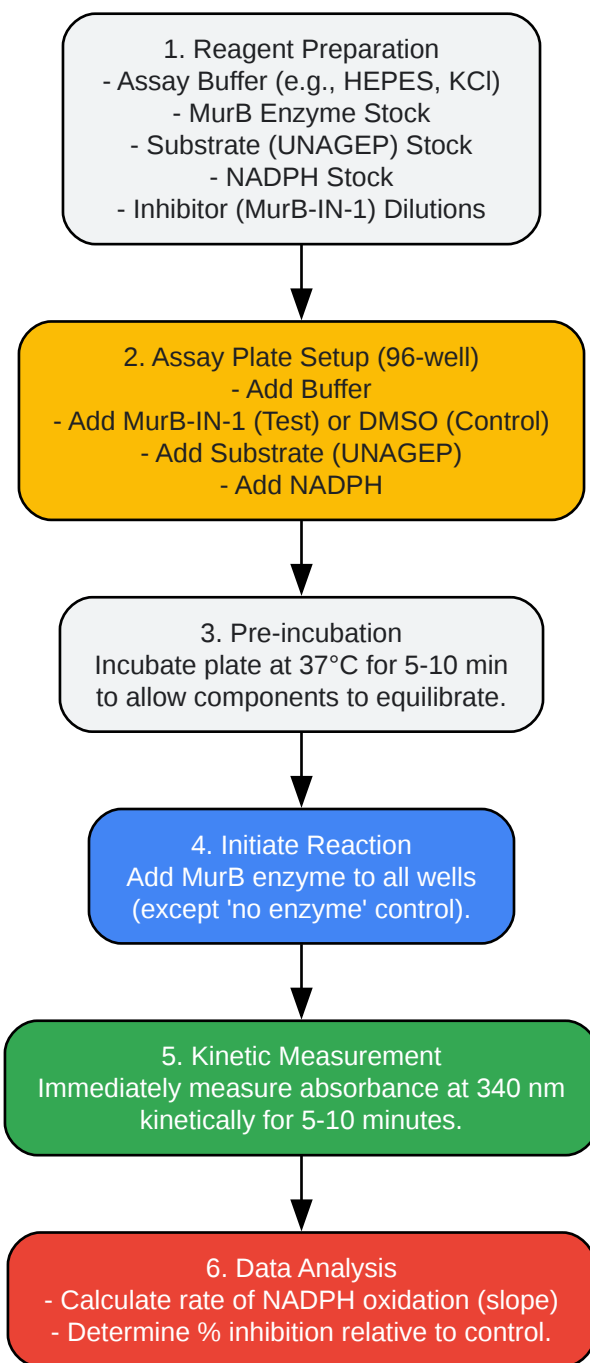 1. Reagent Preparation
- Assay Buffer (e.g., HEPES, KCl)
- MurB Enzyme Stock
- Substrate (UNAGEP) Stock
- NADPH Stock
- Inhibitor (MurB-IN-1) Dilutions
2. Assay Plate Setup (96-well)
- Add Buffer
- Add MurB-IN-1 (Test) or DMSO (Control)
- Add Substrate (UNAGEP)
- Add NADPH
3. Pre-incubation
Incubate plate at 37°C for 5-10 min
to allow components to equilibrate.
4. Initiate Reaction
Add MurB enzyme to all wells
(except 'no enzyme' control).
5. Kinetic Measurement
Immediately measure absorbance at 340 nm
kinetically for 5-10 minutes.
6. Data Analysis
- Calculate rate of NADPH oxidation (slope)
- Determine % inhibition relative to control.